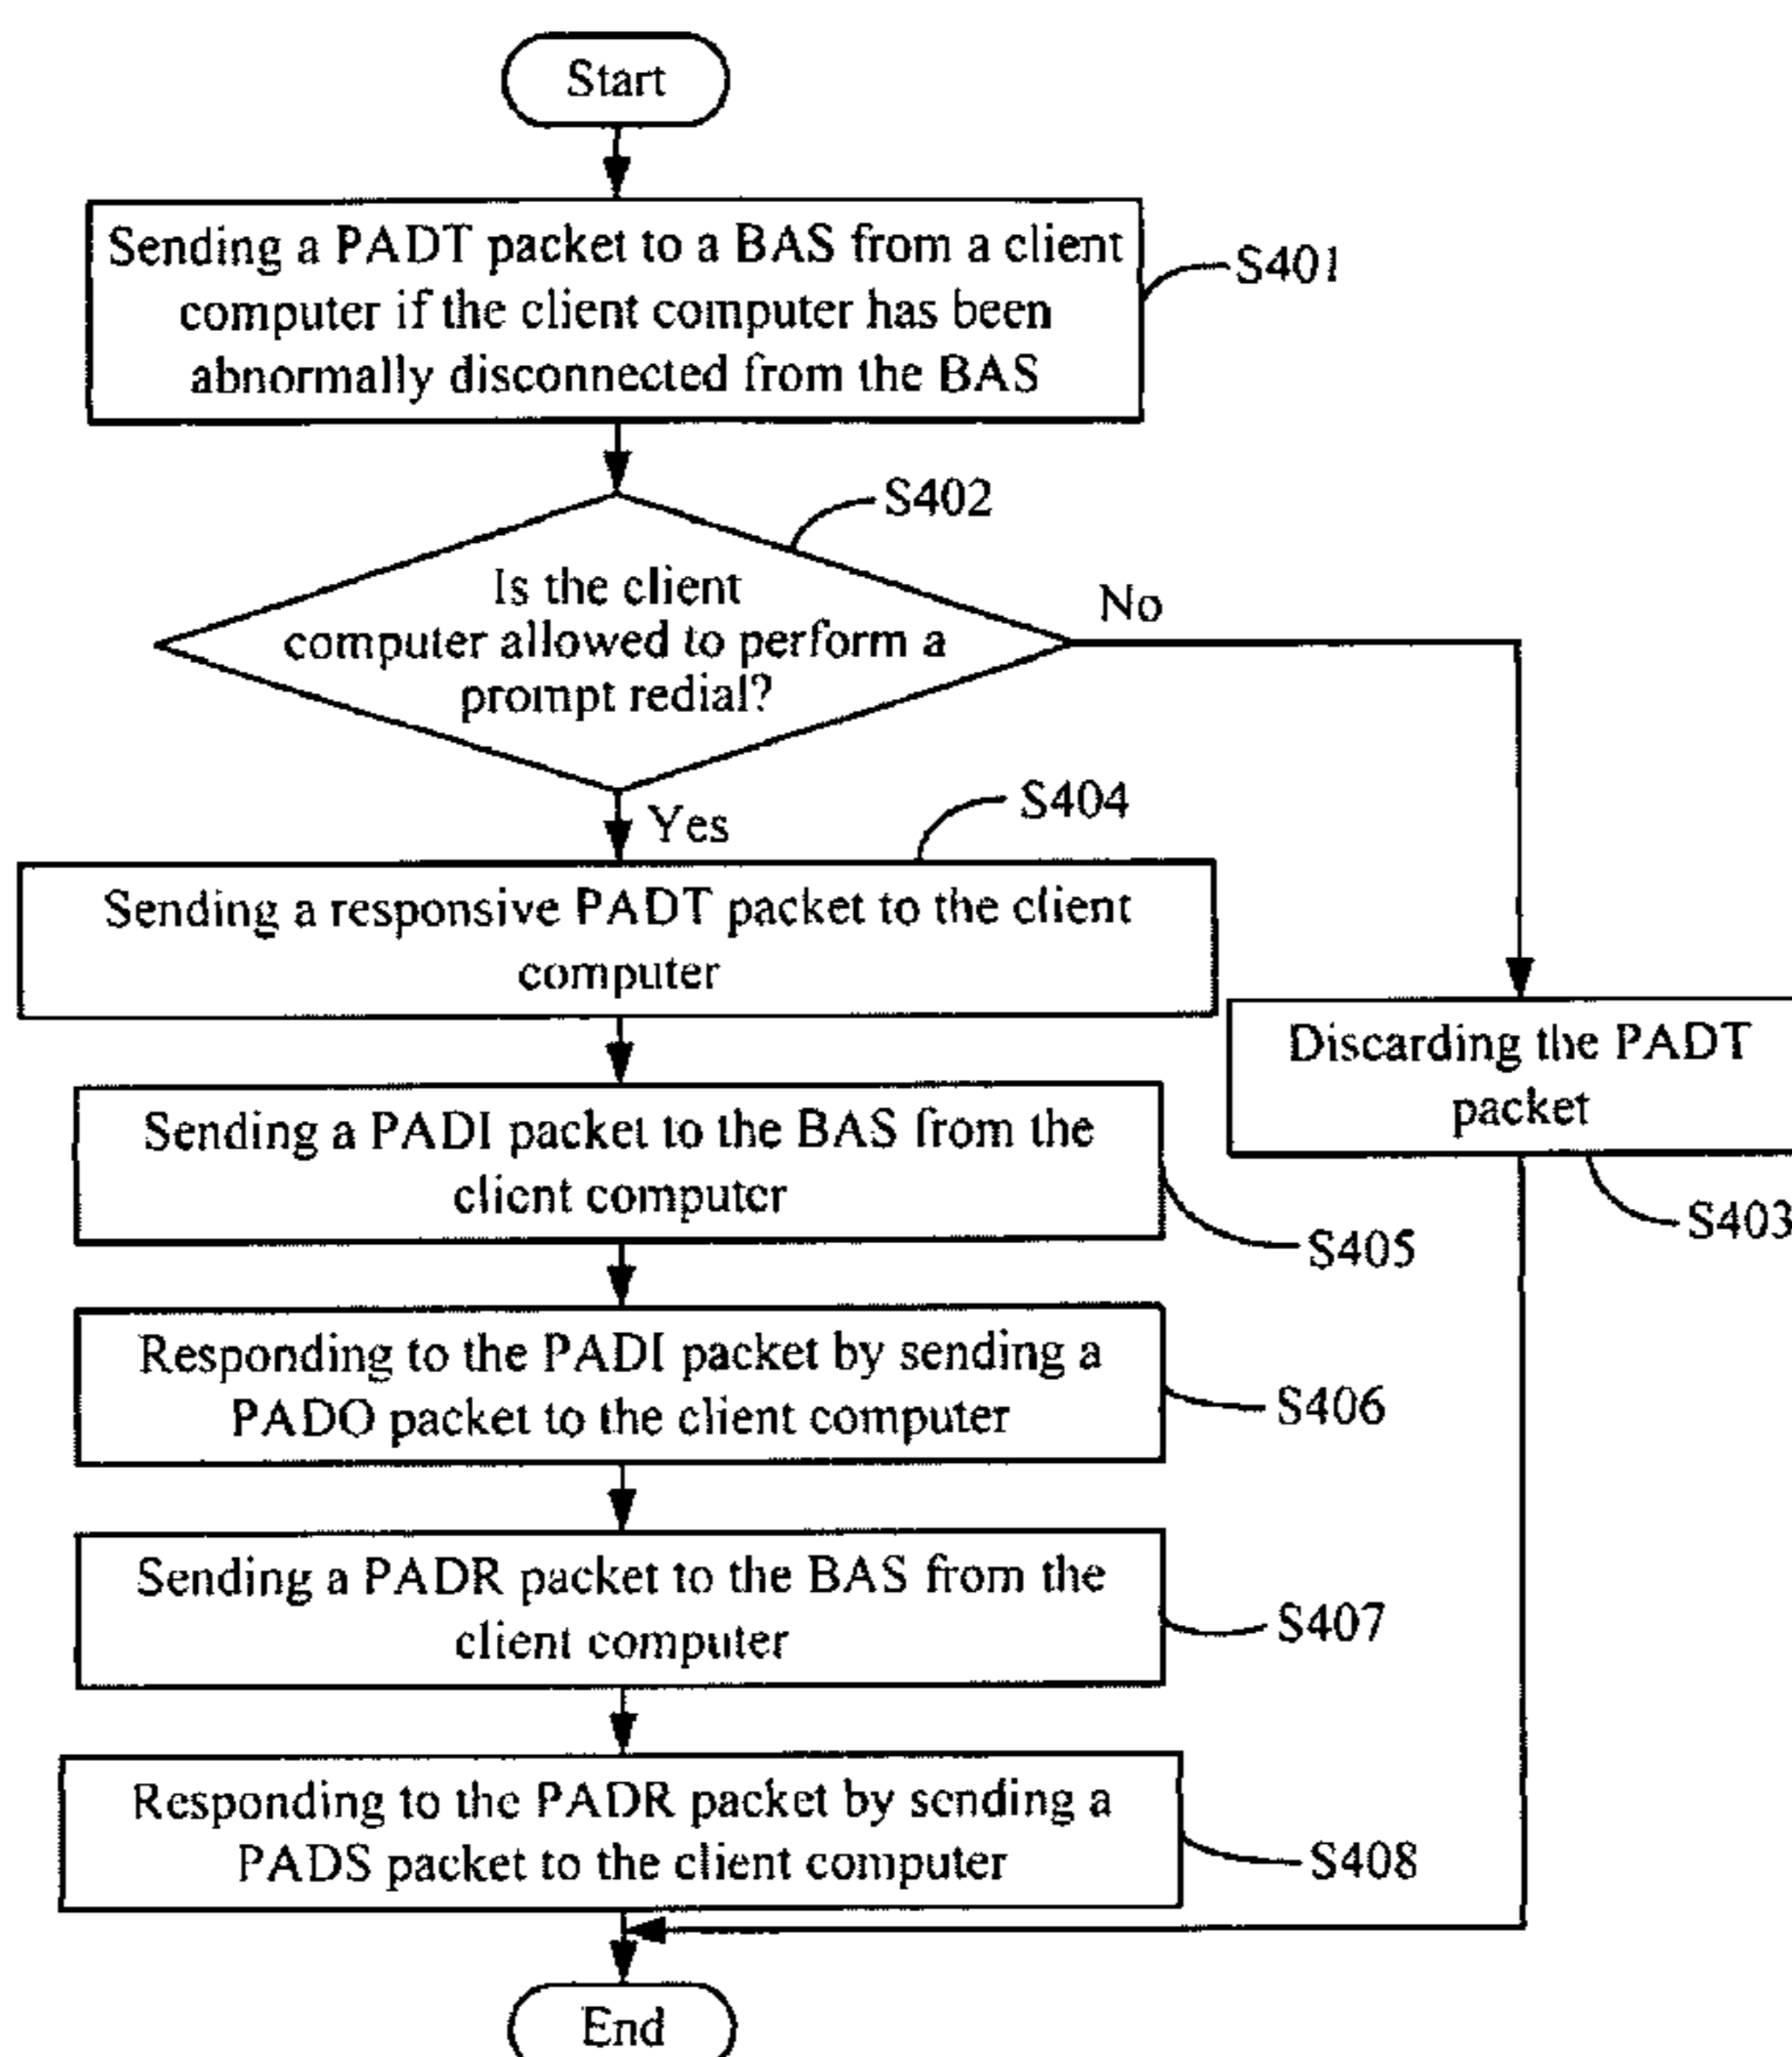 Start
Sending a PADT packet to a BAS from a client
computer if the client computer has been
abnormally disconnected from the BAS
S401
S402
Is the client
computer allowed to perform a
prompt redial?
No
Yes
S404
Sending a responsive PADT packet to the client
computer
Discarding the PADT
packet
S403
Sending a PADI packet to the BAS from the
client computer
S405
Responding to the PADI packet by sending a
PADO packet to the client computer
S406
Sending a PADR packet to the BAS from the
client computer
S407
Responding to the PADR packet by sending a
PADS packet to the client computer
S408
End